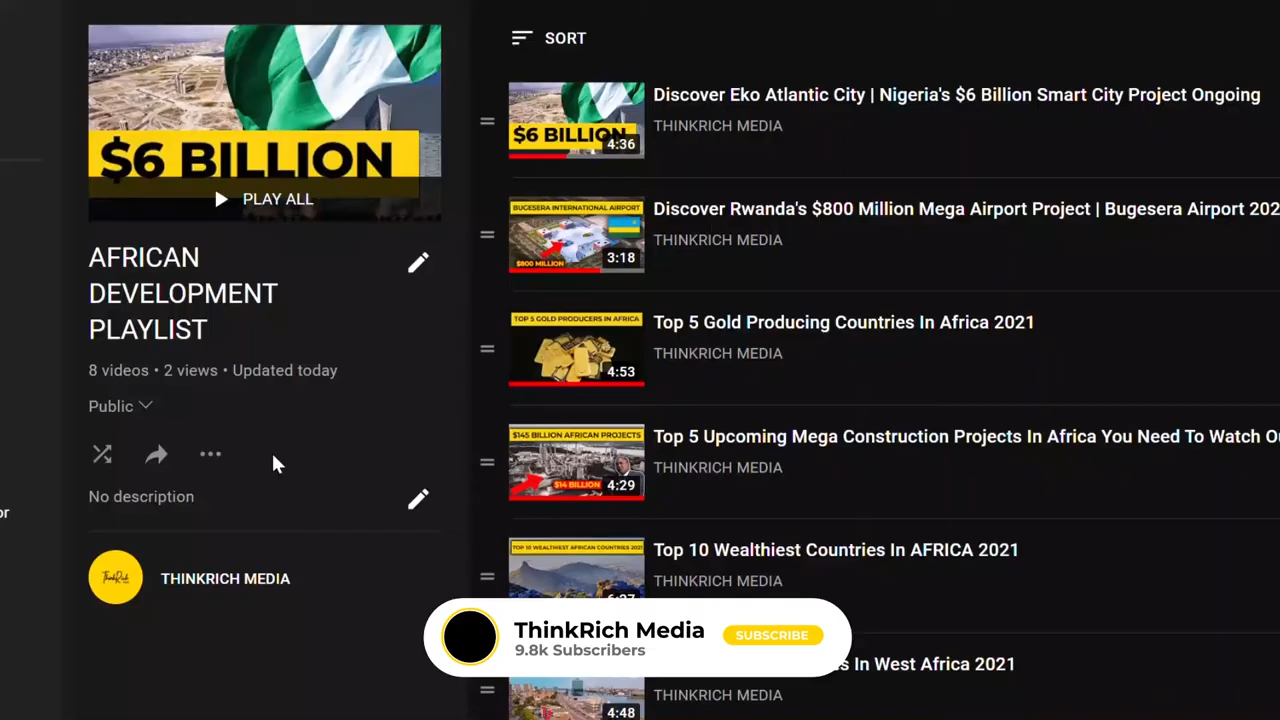 $6 BILLION
PLAY ALL
AFRICAN
DEVELOPMENT
PLAYLIST
8 videos • 2 views • Updated today
Public
No description
ThinkRich
THINKRICH MEDIA
or
SORT
$6 BILLION
4:36
Discover Eko Atlantic City | Nigeria's $6 Billion Smart City Project Ongoing
THINKRICH MEDIA
BUGESERA INTERNATIONAL AIRPORT
$800 MILLION
3:18
Discover Rwanda's $800 Million Mega Airport Project | Bugesera Airport 202
THINKRICH MEDIA
TOP 5 GOLD PRODUCERS IN AFRICA
4:53
Top 5 Gold Producing Countries In Africa 2021
THINKRICH MEDIA
$145 BILLION AFRICAN PROJECTS
$14 BILLION
4:29
Top 5 Upcoming Mega Construction Projects In Africa You Need To Watch O
THINKRICH MEDIA
TOP 10 WEALTHIEST AFRICAN COUNTRIES 2021
Top 10 Wealthiest Countries In AFRICA 2021
THINKRICH MEDIA
ThinkRich Media
9.8k Subscribers
SUBSCRIBE
In West Africa 2021
THINKRICH MEDIA
4:48